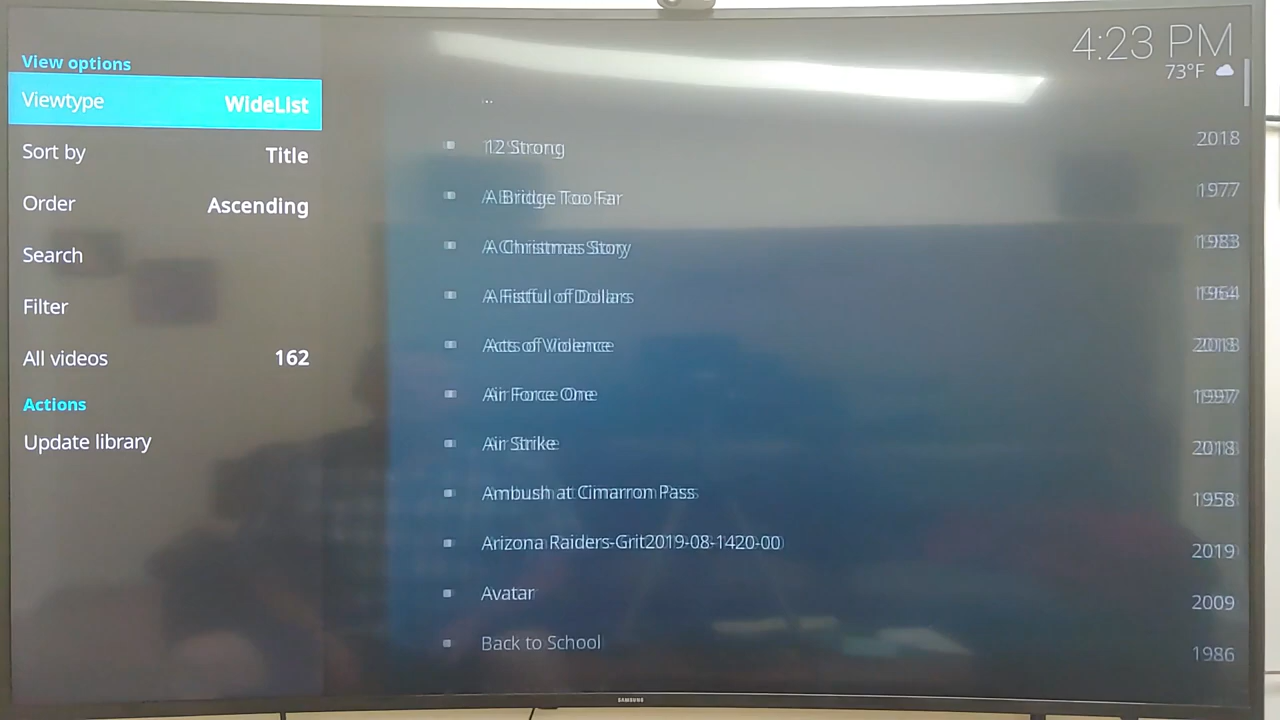 4:23 PM
73°F
View options
Viewtype WideList
Sort by Title
Order Ascending
Search
Filter
All videos 162
Actions
Update library
..
12 Strong 2018
A Bridge Too Far 1977
A Christmas Story 1983
A Fistful of Dollars 1964
Acts of Violence 2018
Air Force One 1997
Air Strike 2018
Ambush at Cimarron Pass 1958
Arizona Raiders-Grit2019-08-1420-00 2019
Avatar 2009
Back to School 1986
SAMSUNG